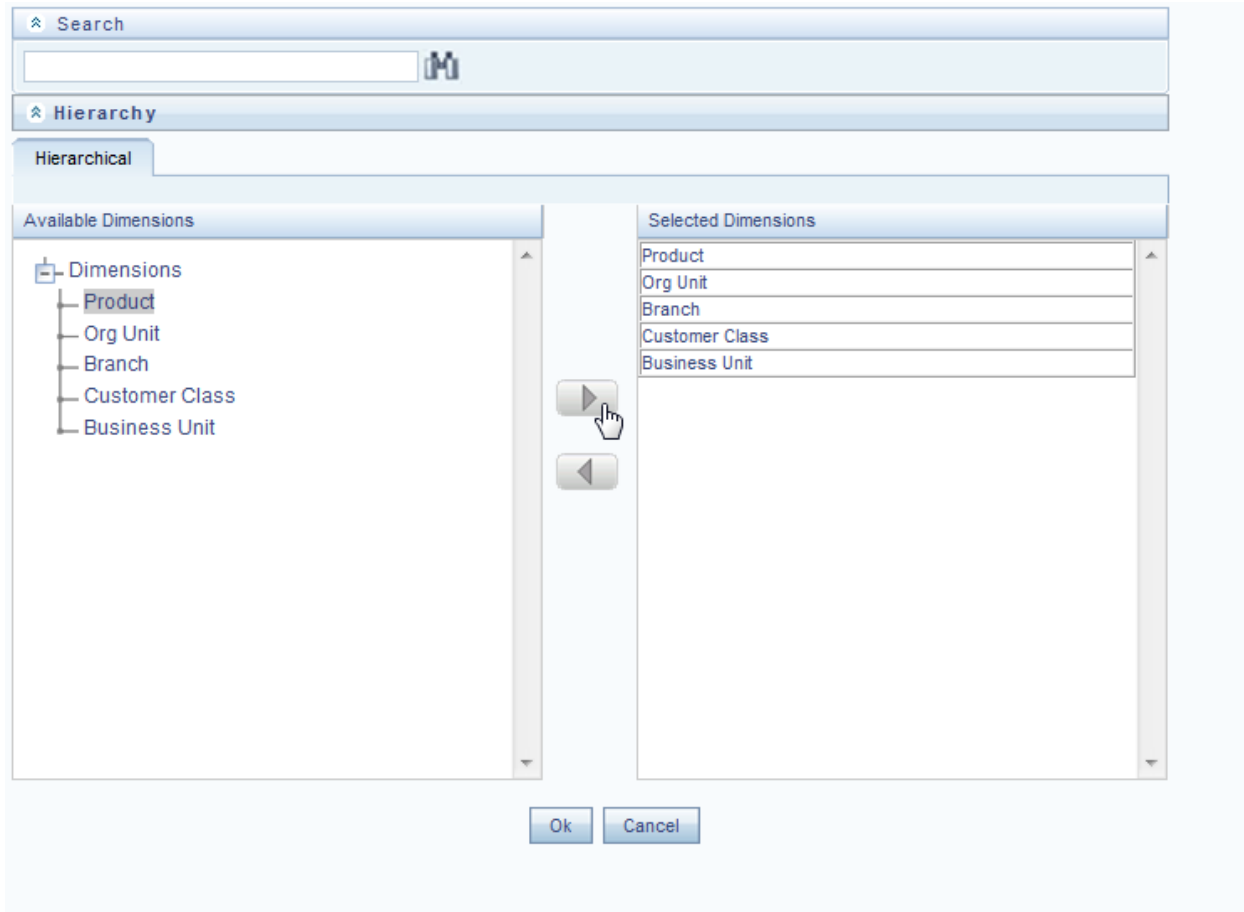 Search
Hierarchy
Hierarchical
Available Dimensions
Dimensions
Product
Org Unit
Branch
Customer Class
Business Unit
Selected Dimensions
Product
Org Unit
Branch
Customer Class
Business Unit
Ok
Cancel